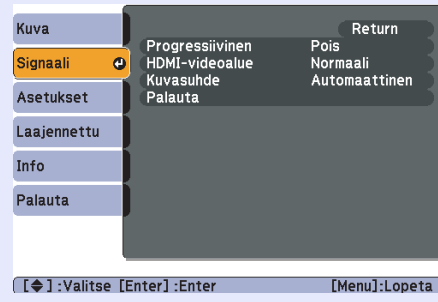 Kuva
Signaali
Asetukset
Laajennettu
Info
Palauta
Return
Progressiivinen Pois
HDMI-videoalue Normaali
Kuvasuhde Automaattinen
Palauta
[ ] :Valitse [Enter] :Enter [Menu]:Lopeta